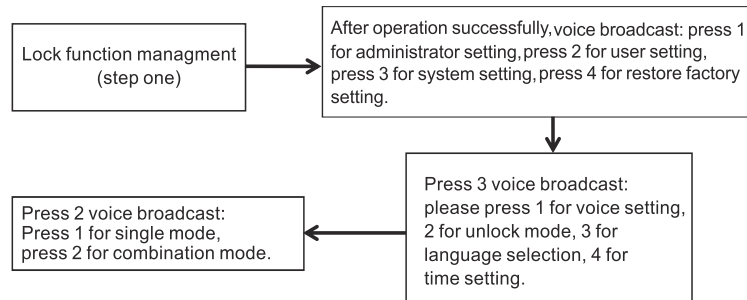 Lock function managment
(step one)
After operation successfully,voice broadcast: press 1
for administrator setting,press 2 for user setting,
press 3 for system setting,press 4 for restore factory
setting.
Press 3 voice broadcast:
please press 1 for voice setting,
2 for unlock mode, 3 for
language selection, 4 for
time setting.
Press 2 voice broadcast:
Press 1 for single mode,
press 2 for combination mode.